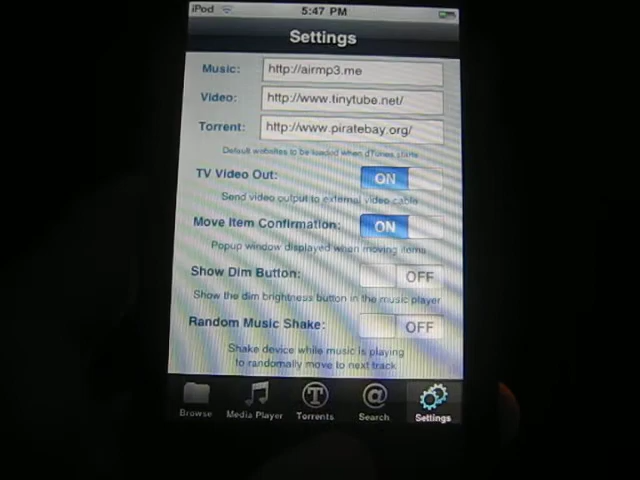 iPod 5:47 PM
Settings
Music: http://airmp3.me
Video: http://www.tinytube.net/
Torrent: http://www.piratebay.org/
Default websites to be loaded when dTunes starts
TV Video Out: ON
Send video output to external video cable
Move Item Confirmation: ON
Popup window displayed when moving items
Show Dim Button: OFF
Show the dim brightness button in the music player
Random Music Shake: OFF
Shake device while music is playing
to randomally move to next track
Browse Media Player Torrents Search Settings